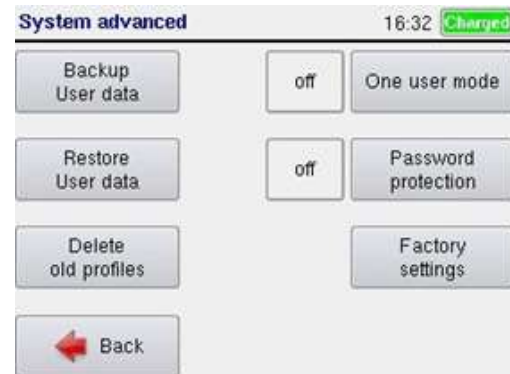 System advanced 16:32 Charged
Backup
User data
off
One user mode
Restore
User data
off
Password
protection
Delete
old profiles
Factory
settings
Back